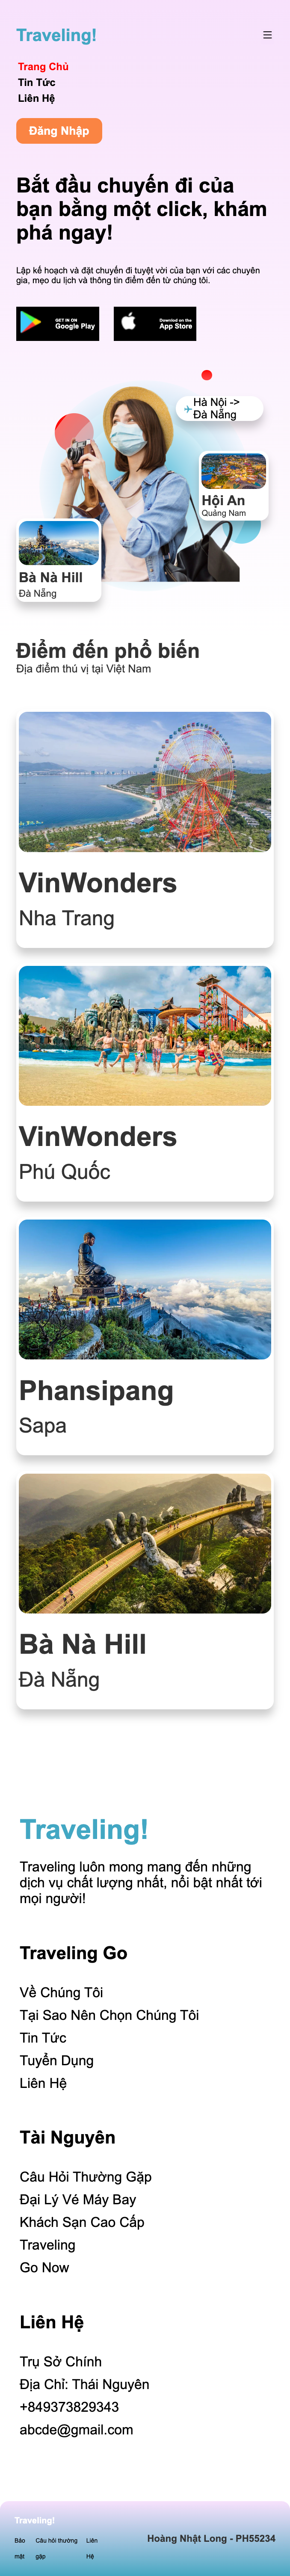 Traveling!
Trang Chủ
Tin Tức
Liên Hệ
Đăng Nhập
Bắt đầu chuyến đi của
bạn bằng một click, khám
phá ngay!
Lập kế hoạch và đặt chuyến đi tuyệt vời của bạn với các chuyên
gia, mẹo du lịch và thông tin điểm đến từ chúng tôi.
GET IN ON
Google Play
Download on the
App Store
Hà Nội ->
Đà Nẵng
Hội An
Quảng Nam
Bà Nà Hill
Đà Nẵng
Điểm đến phổ biến
Địa điểm thú vị tại Việt Nam
VinWonders
Nha Trang
VinWonders
Phú Quốc
Phansipang
Sapa
Bà Nà Hill
Đà Nẵng
Traveling!
Traveling luôn mong mang đến những
dịch vụ chất lượng nhất, nổi bật nhất tới
mọi người!
Traveling Go
Về Chúng Tôi
Tại Sao Nên Chọn Chúng Tôi
Tin Tức
Tuyển Dụng
Liên Hệ
Tài Nguyên
Câu Hỏi Thường Gặp
Đại Lý Vé Máy Bay
Khách Sạn Cao Cấp
Traveling
Go Now
Liên Hệ
Trụ Sở Chính
Địa Chỉ: Thái Nguyên
+849373829343
abcde@gmail.com
Traveling!
Bảo mật
Câu hỏi thường gặp
Liên Hệ
Hoàng Nhật Long - PH55234